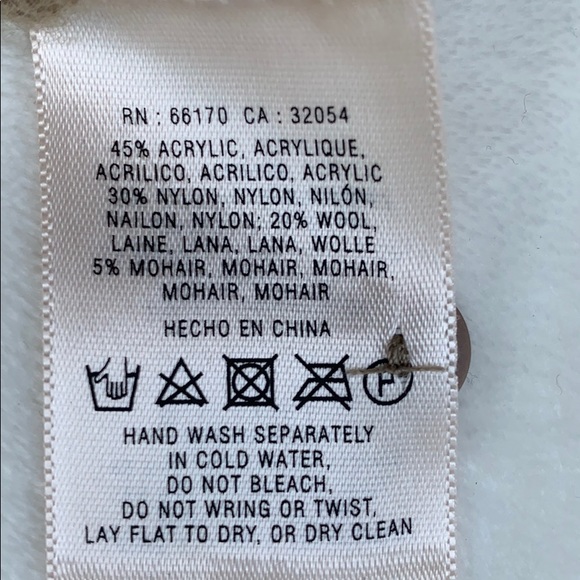 RN : 66170 CA : 32054
45% ACRYLIC, ACRYLIQUE,
ACRILICO, ACRILICO, ACRYLIC
30% NYLON, NYLON, NILÓN,
NAILON, NYLON; 20% WOOL,
LAINE, LANA, LANA, WOLLE
5% MOHAIR, MOHAIR, MOHAIR,
MOHAIR, MOHAIR
HECHO EN CHINA
P
HAND WASH SEPARATELY
IN COLD WATER,
DO NOT BLEACH,
DO NOT WRING OR TWIST,
LAY FLAT TO DRY, OR DRY CLEAN